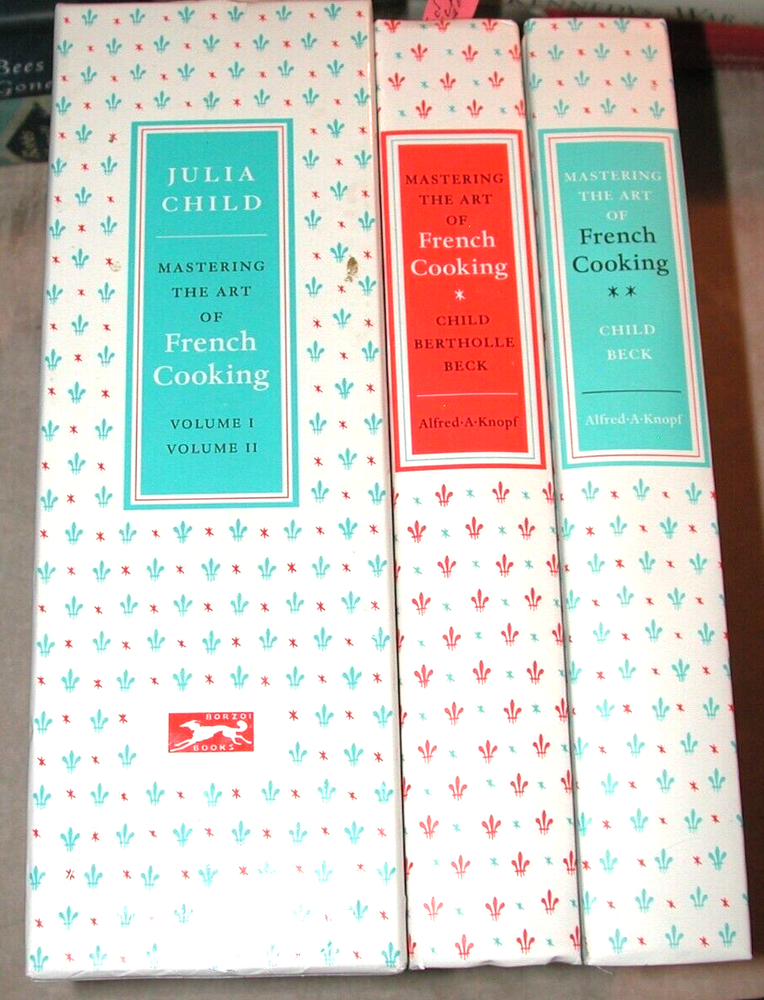 Bees
Gone
JULIA
CHILD
MASTERING
THE ART
OF
French
Cooking
VOLUME I
VOLUME II
BORZOI
BOOKS
MASTERING
THE ART
OF
French
Cooking
*
CHILD
BERTHOLLE
BECK
Alfred·A·Knopf
MASTERING
THE ART
OF
French
Cooking
**
CHILD
BECK
Alfred·A·Knopf